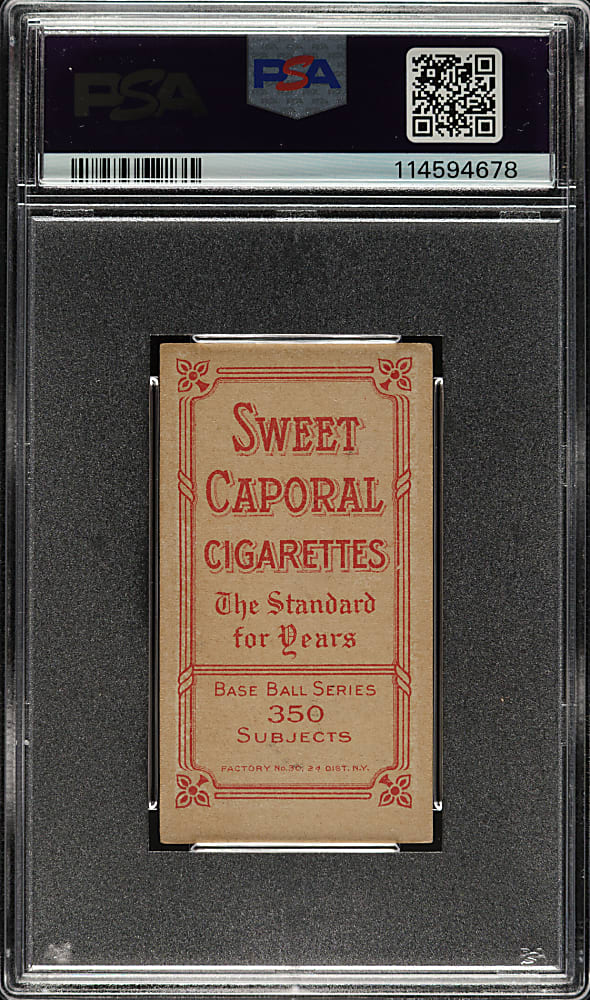 PSA
PSA
114594678
SWEET
CAPORAL
CIGARETTES
The Standard
for Years
BASE BALL SERIES
350
SUBJECTS
FACTORY No. 30, 2d DIST. N.Y.